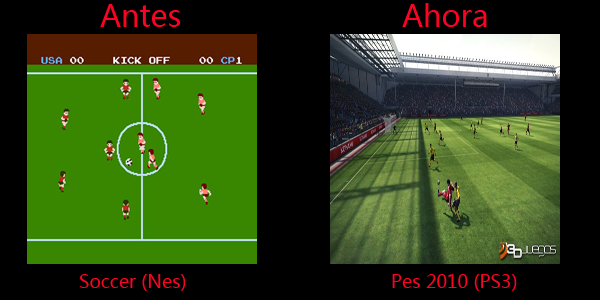 Antes
Ahora
USA 00 KICK OFF 00 CP1
3DJUEGOS
Soccer (Nes)
Pes 2010 (PS3)